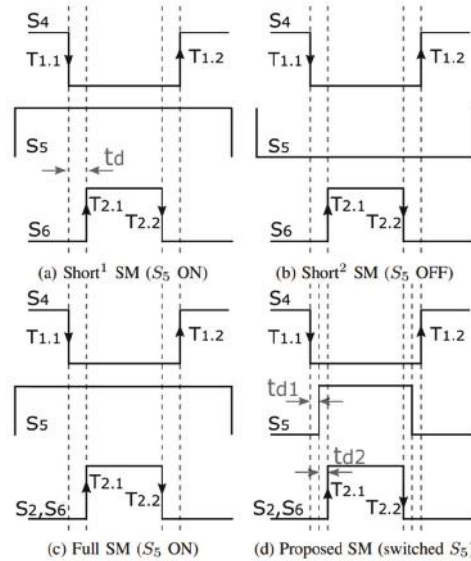 S4 S4
T1.1 T1.2 T1.1 T1.2
S5 S5
td
T2.1 T2.1
T2.2 T2.2
S6 S6
(a) Short¹ SM (S5 ON) (b) Short² SM (S5 OFF)
S4 S4
T1.1 T1.2 T1.1 T1.2
td1
S5 S5
td2
T2.1 T2.1
T2.2 T2.2
S2,S6 S2,S6
(c) Full SM (S5 ON) (d) Proposed SM (switched S5)